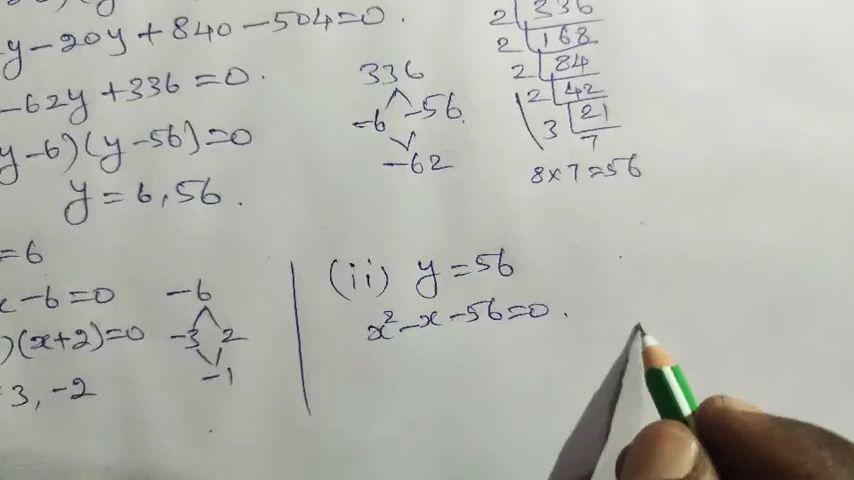 y-20y+840-504=0.
-62y+336=0.
y-6)(y-56)=0
y=6,56.
=6
x-6=0
)(x+2)=0
=3,-2
-6
-3 2
-1
336
-6 -56.
-62
2 336
2 168
2 84
2 42
3 21
7
8×7=56
(ii) y=56
x²-x-56=0.